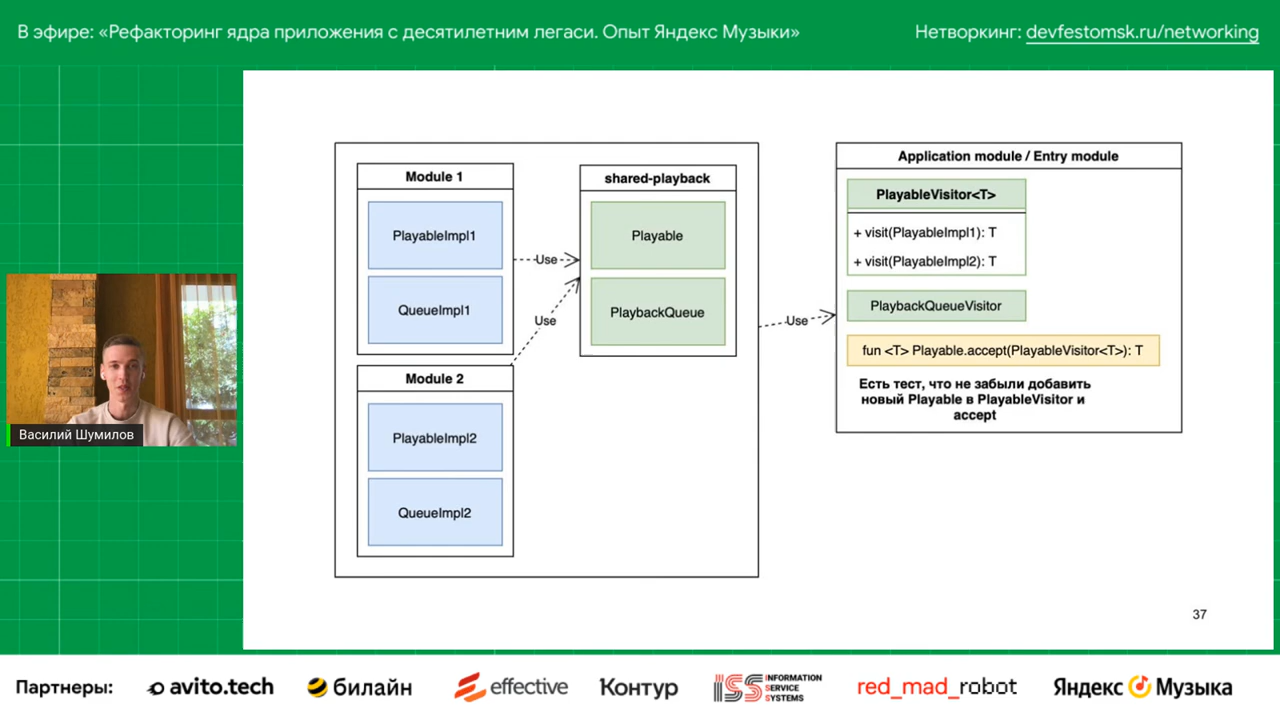 В эфире: «Рефакторинг ядра приложения с десятилетним легаси. Опыт Яндекс Музыки»
Нетворкинг: devfestomsk.ru/networking
Module 1
PlayableImpl1
QueueImpl1
Module 2
PlayableImpl2
QueueImpl2
Use
Use
shared-playback
Playable
PlaybackQueue
Use
Application module / Entry module
PlayableVisitor<T>
+ visit(PlayableImpl1): T
+ visit(PlayableImpl2): T
PlaybackQueueVisitor
fun <T> Playable.accept(PlayableVisitor<T>): T
Есть тест, что не забыли добавить
новый Playable в PlayableVisitor и
accept
37
Василий Шумилов
Партнеры:
avito.tech
билайн
effective
Контур
ISS INFORMATION
SERVICE
SYSTEMS
red_mad_robot
Яндекс Музыка